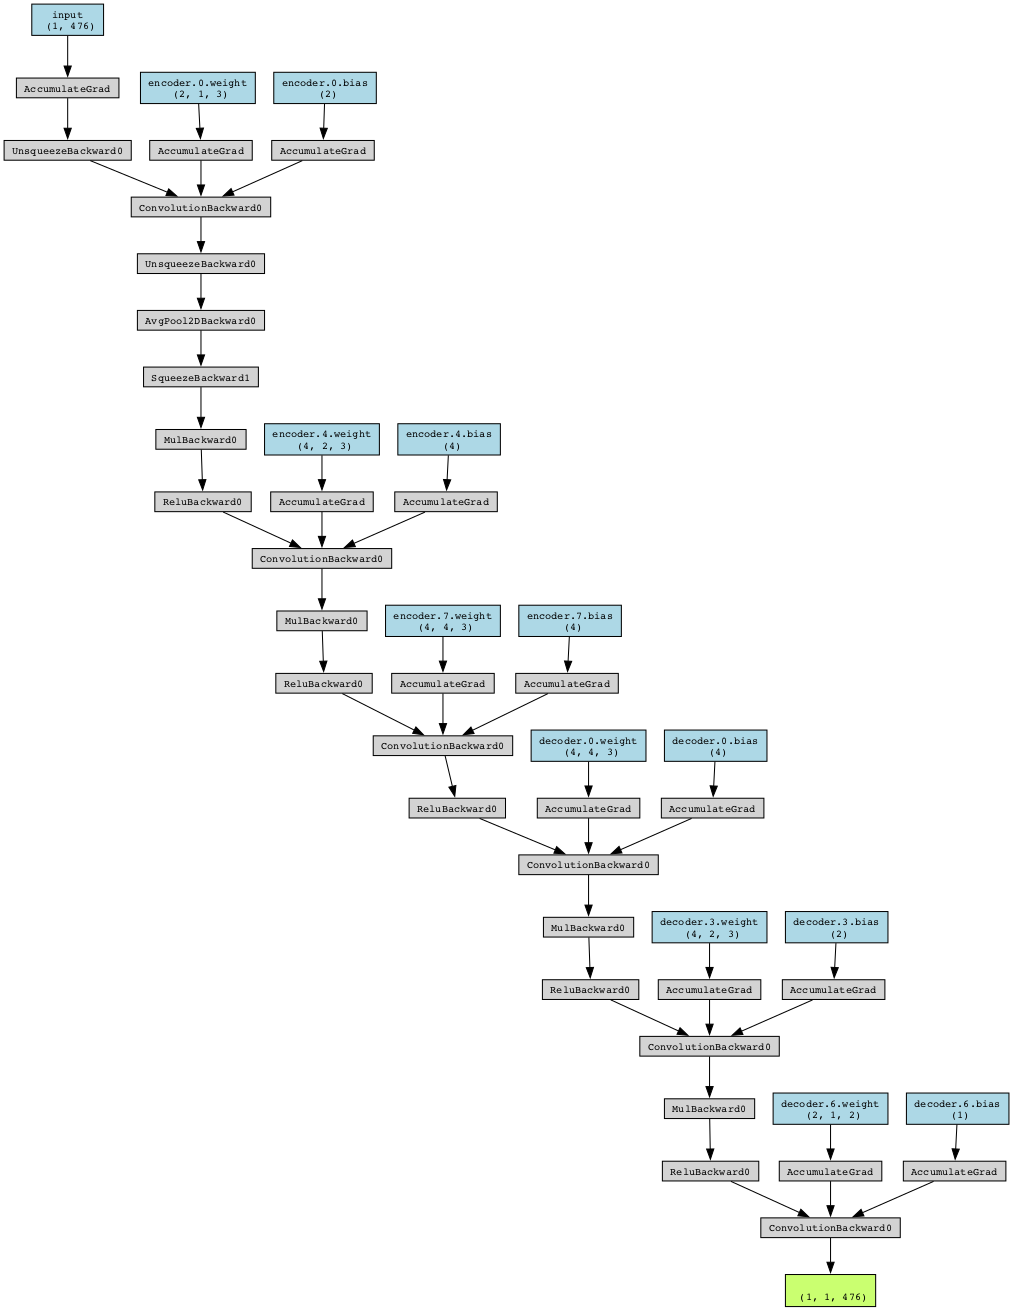 input
(1, 476)
AccumulateGrad
encoder.0.weight
(2, 1, 3)
encoder.0.bias
(2)
UnsqueezeBackward0
AccumulateGrad
AccumulateGrad
ConvolutionBackward0
UnsqueezeBackward0
AvgPool2DBackward0
SqueezeBackward1
MulBackward0
encoder.4.weight
(4, 2, 3)
encoder.4.bias
(4)
ReluBackward0
AccumulateGrad
AccumulateGrad
ConvolutionBackward0
MulBackward0
encoder.7.weight
(4, 4, 3)
encoder.7.bias
(4)
ReluBackward0
AccumulateGrad
AccumulateGrad
ConvolutionBackward0
decoder.0.weight
(4, 4, 3)
decoder.0.bias
(4)
ReluBackward0
AccumulateGrad
AccumulateGrad
ConvolutionBackward0
MulBackward0
decoder.3.weight
(4, 2, 3)
decoder.3.bias
(2)
ReluBackward0
AccumulateGrad
AccumulateGrad
ConvolutionBackward0
MulBackward0
decoder.6.weight
(2, 1, 2)
decoder.6.bias
(1)
ReluBackward0
AccumulateGrad
AccumulateGrad
ConvolutionBackward0
(1, 1, 476)